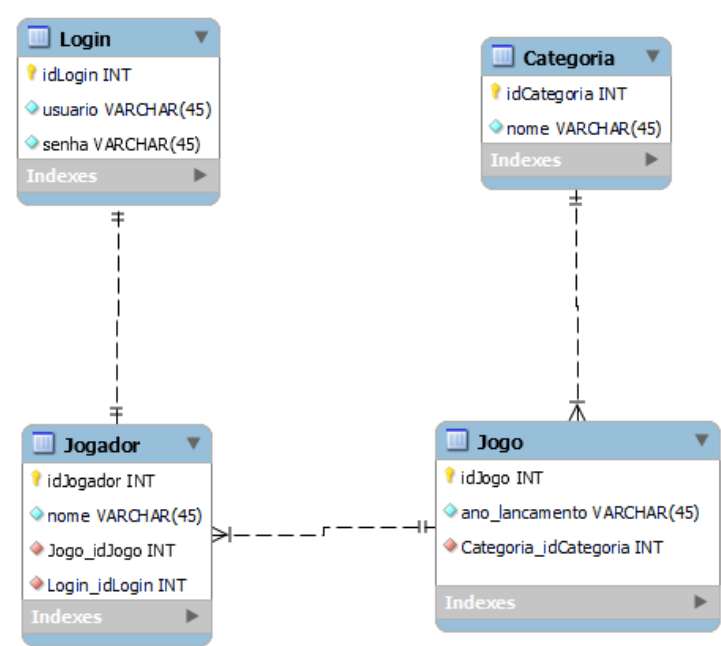 Login
idLogin INT
usuario VARCHAR(45)
senha VARCHAR(45)
Indexes
Categoria
idCategoria INT
nome VARCHAR(45)
Indexes
Jogador
idJogador INT
nome VARCHAR(45)
Jogo_idJogo INT
Login_idLogin INT
Indexes
Jogo
idJogo INT
ano_lancamento VARCHAR(45)
Categoria_idCategoria INT
Indexes